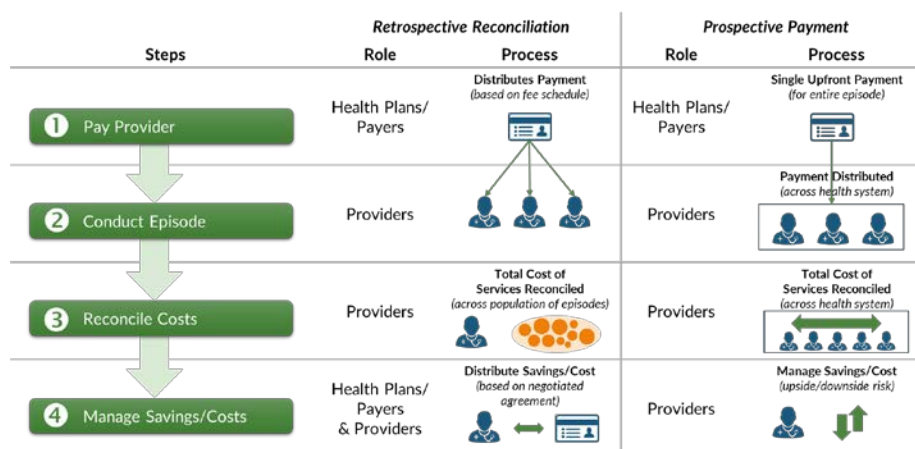 Retrospective Reconciliation
Prospective Payment
Steps
Role
Process
Role
Process
1 Pay Provider
Health Plans/
Payers
Distributes Payment
(based on fee schedule)
Health Plans/
Payers
Single Upfront Payment
(for entire episode)
2 Conduct Episode
Providers
Providers
Payment Distributed
(across health system)
3 Reconcile Costs
Providers
Total Cost of
Services Reconciled
(across population of episodes)
Providers
Total Cost of
Services Reconciled
(across health system)
4 Manage Savings/Costs
Health Plans/
Payers
& Providers
Distribute Savings/Cost
(based on negotiated
agreement)
Providers
Manage Savings/Cost
(upside/downside risk)